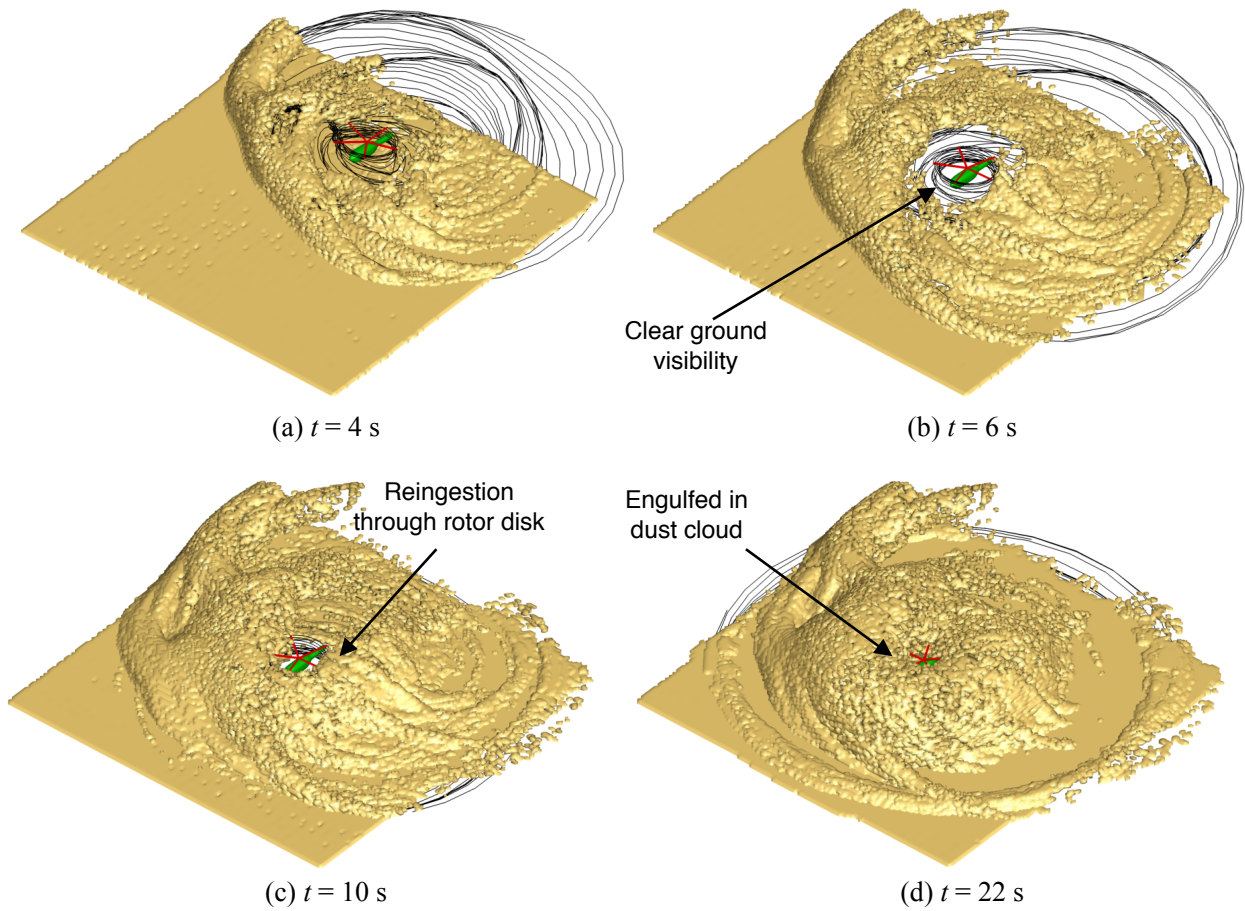 Clear ground
visibility
(a) t = 4 s
(b) t = 6 s
Reingestion
through rotor disk
Engulfed in
dust cloud
(c) t = 10 s
(d) t = 22 s